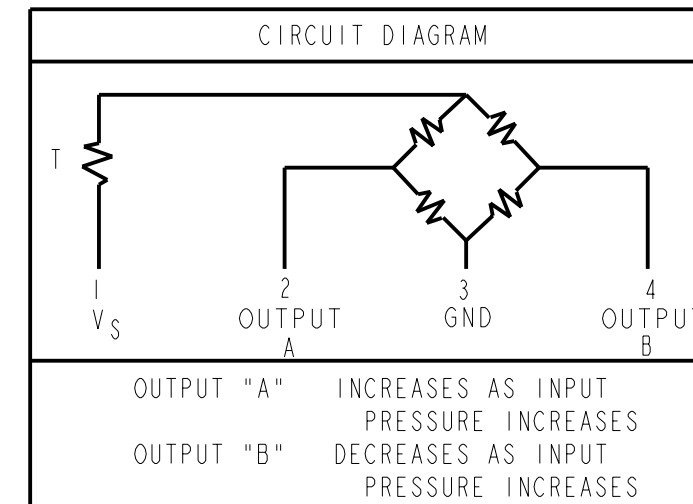 CIRCUIT DIAGRAM
T
1 2 3 4
VS OUTPUT GND OUTPUT
A B
OUTPUT "A" INCREASES AS INPUT
PRESSURE INCREASES
OUTPUT "B" DECREASES AS INPUT
PRESSURE INCREASES